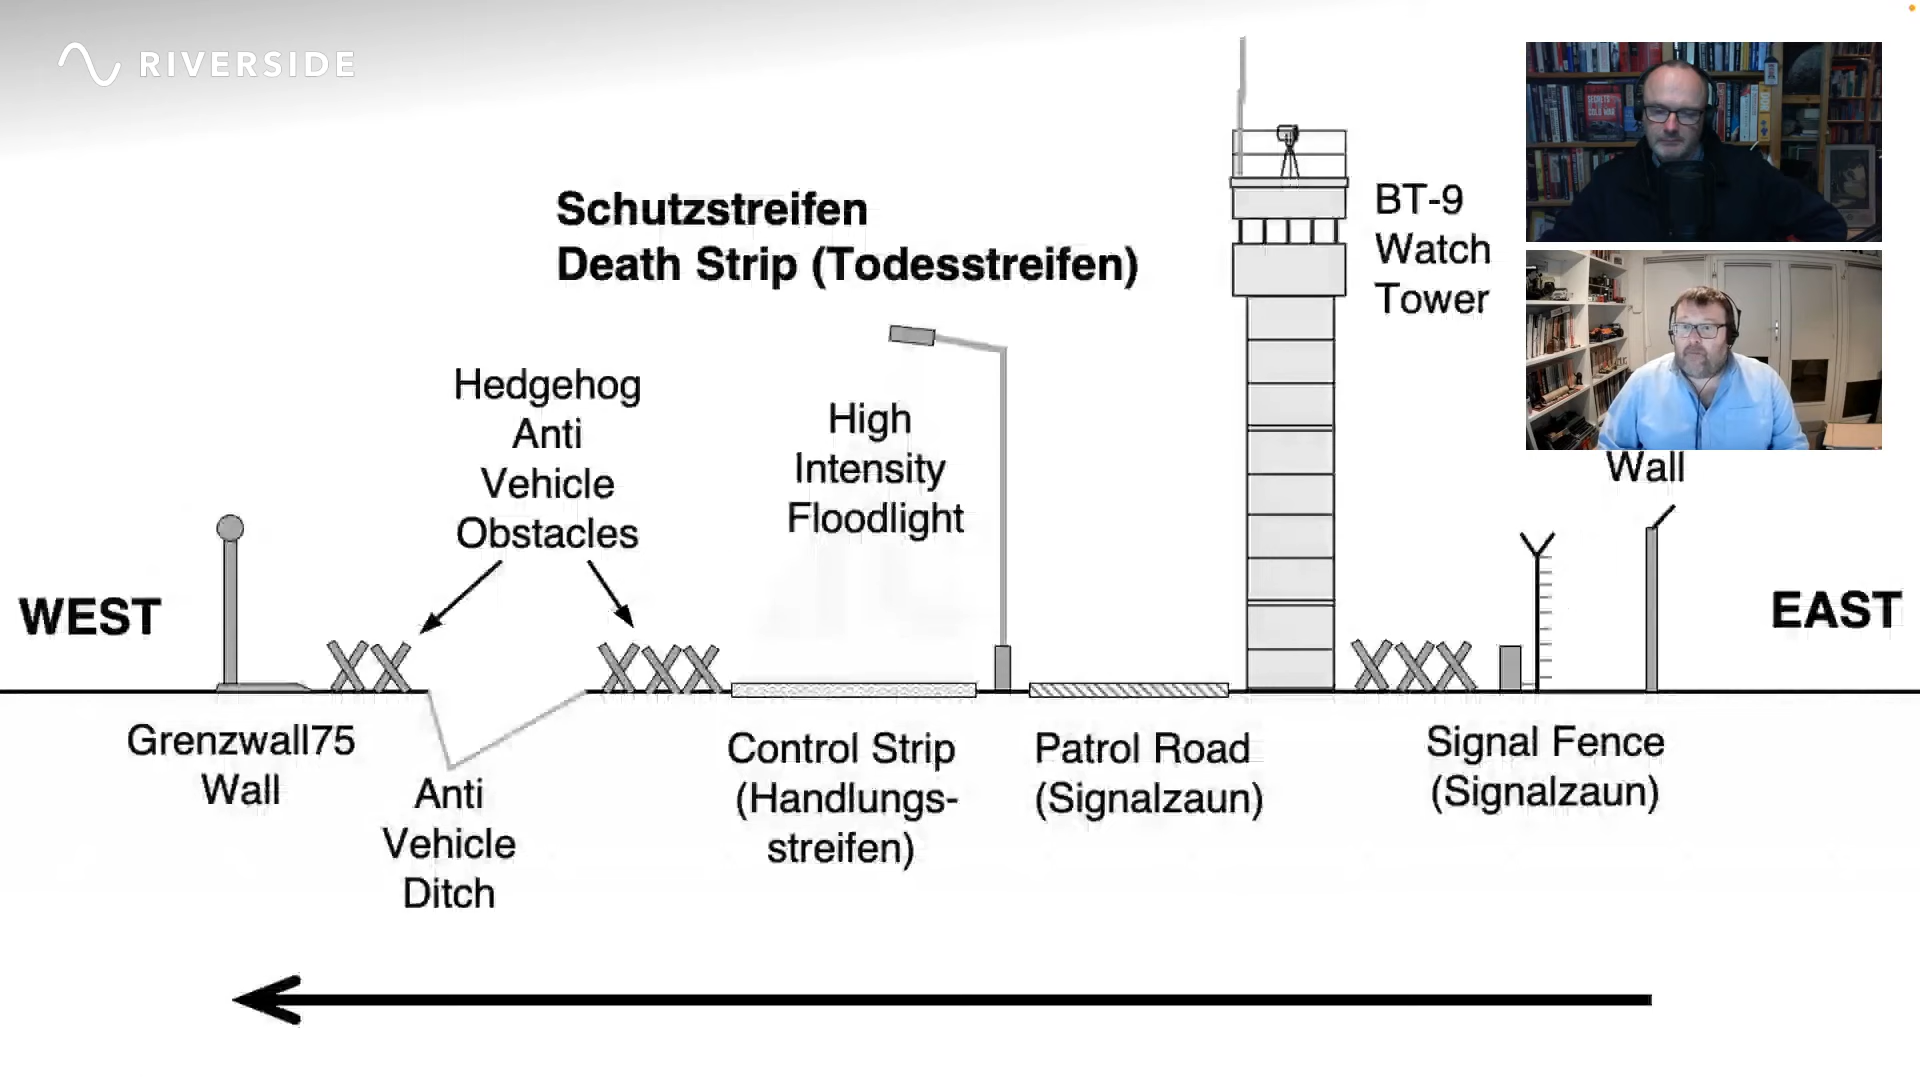 RIVERSIDE
Schutzstreifen
Death Strip (Todesstreifen)
BT-9
Watch
Tower
Hedgehog
Anti
Vehicle
Obstacles
High
Intensity
Floodlight
Wall
WEST
EAST
Grenzwall75
Wall
Anti
Vehicle
Ditch
Control Strip
(Handlungs-
streifen)
Patrol Road
(Signalzaun)
Signal Fence
(Signalzaun)
SECRETS